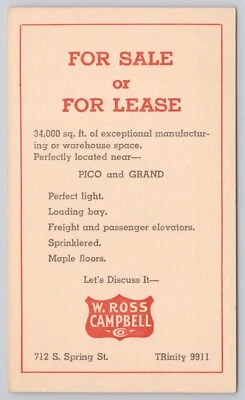 FOR SALE
or
FOR LEASE
34,000 sq. ft. of exceptional manufactur-
ing or warehouse space.
Perfectly located near—
PICO and GRAND
Perfect light.
Loading bay.
Freight and passenger elevators.
Sprinklered.
Maple floors.
Let's Discuss It—
W. ROSS
CAMPBELL
CO
712 S. Spring St. TRinity 9911